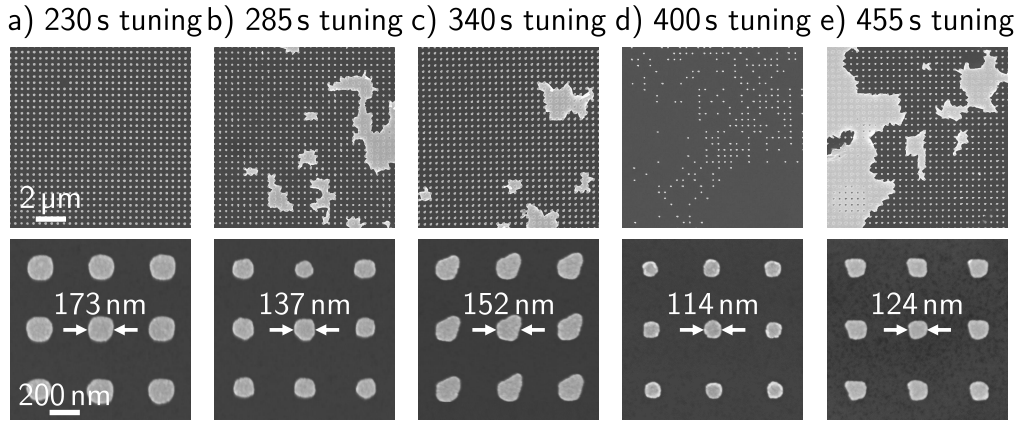 a) 230 s tuning b) 285 s tuning c) 340 s tuning d) 400 s tuning e) 455 s tuning
2 µm
173 nm 137 nm 152 nm 114 nm 124 nm
200 nm